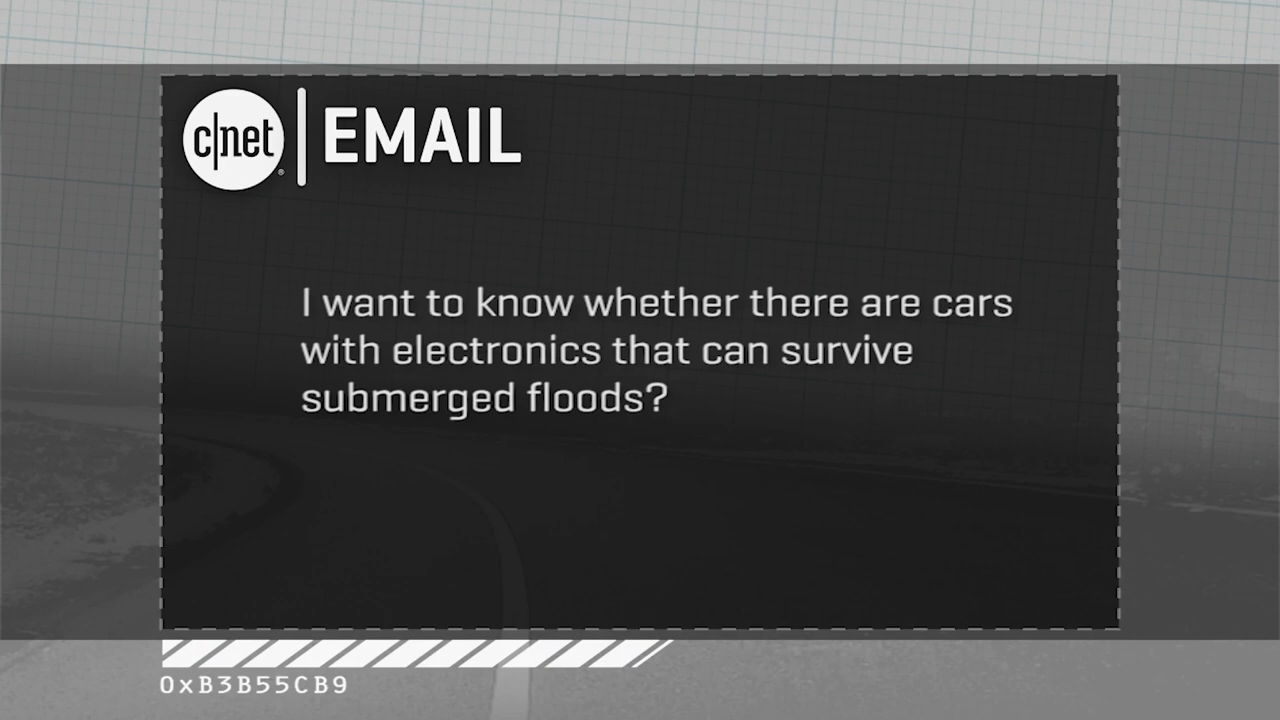 c|net
EMAIL
I want to know whether there are cars
with electronics that can survive
submerged floods?
0xB3B55CB9